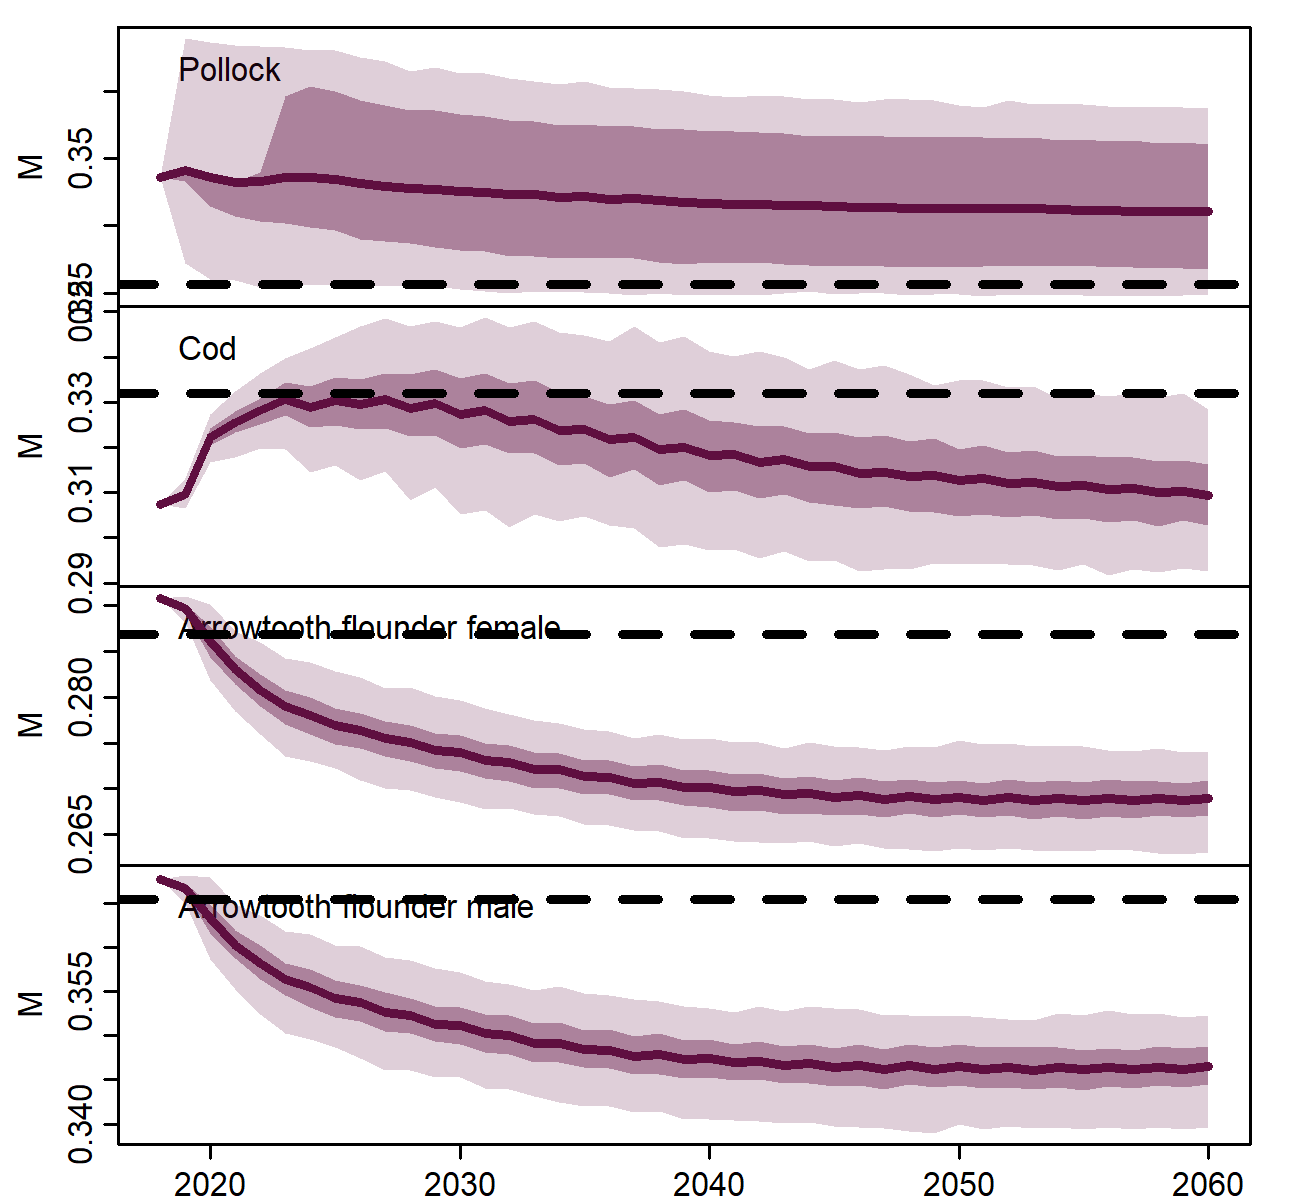 Pollock
M
0.35
Cod
M
0.33
0.31
0.29
Arrowtooth flounder female
M
0.280
0.265
Arrowtooth flounder male
M
0.355
0.340
2020 2030 2040 2050 2060